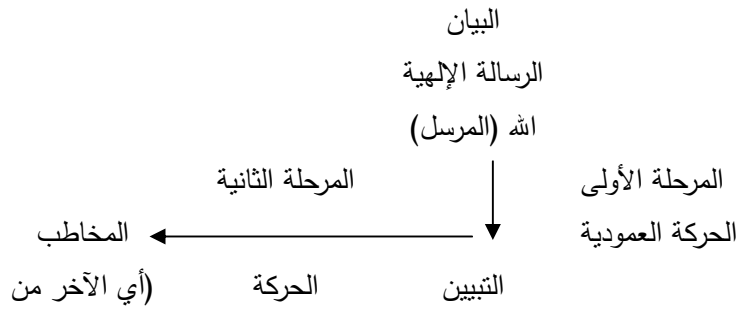 البيان
الرسالة الإلهية
الله (المرسل)
المرحلة الأولى المرحلة الثانية
الحركة العمودية المخاطب
التبيين الحركة (أي الآخر من